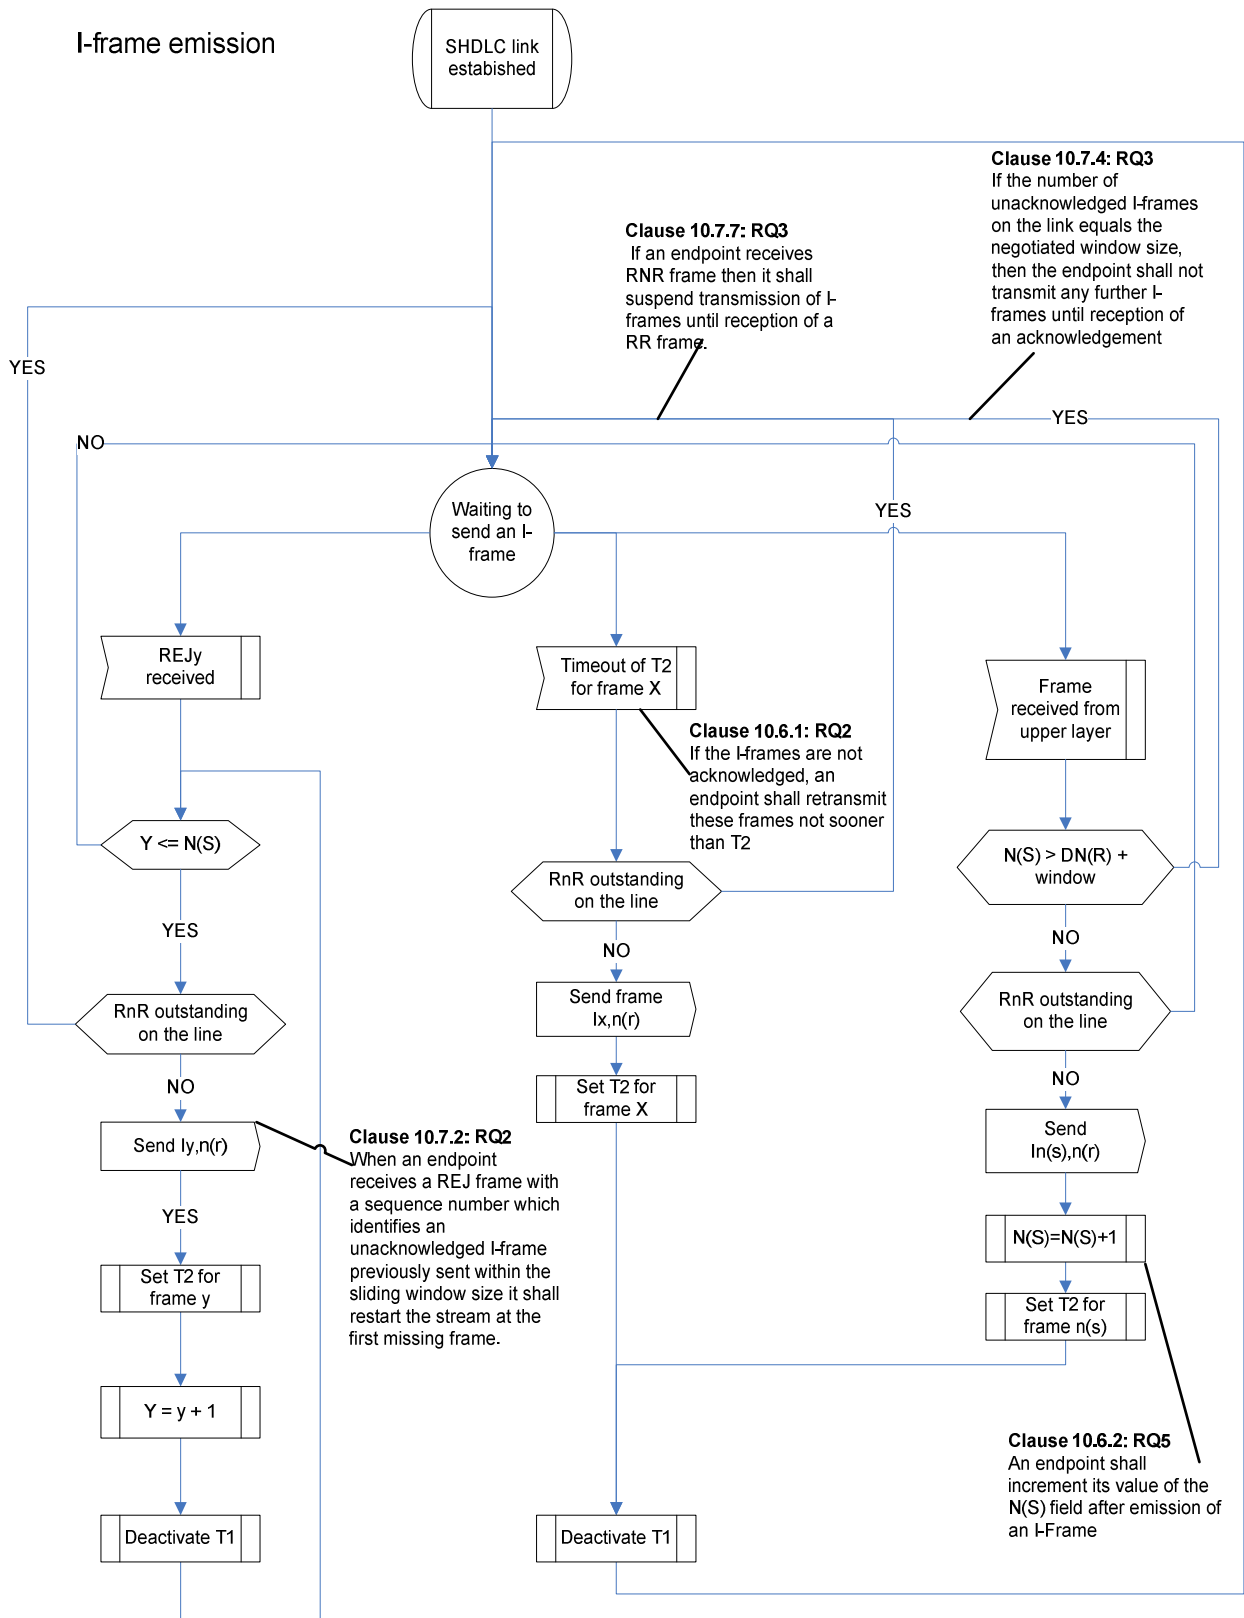 I-frame emission
SHDLC link
estabished
Clause 10.7.4: RQ3
If the number of
unacknowledged I-frames
on the link equals the
negotiated window size,
then the endpoint shall not
transmit any further I-
frames until reception of
an acknowledgement
Clause 10.7.7: RQ3
If an endpoint receives
RNR frame then it shall
suspend transmission of I-
frames until reception of a
RR frame.
YES
YES
NO
Waiting to
send an I-
frame
YES
REJy
received
Timeout of T2
for frame X
Frame
received from
upper layer
Clause 10.6.1: RQ2
If the I-frames are not
acknowledged, an
endpoint shall retransmit
these frames not sooner
than T2
Y <= N(S)
N(S) > DN(R) +
window
RnR outstanding
on the line
YES
NO
NO
RnR outstanding
on the line
Send frame
Ix,n(r)
RnR outstanding
on the line
NO
Set T2 for
frame X
NO
Send Iy,n(r)
Send
In(s),n(r)
Clause 10.7.2: RQ2
When an endpoint
receives a REJ frame with
a sequence number which
identifies an
unacknowledged I-frame
previously sent within the
sliding window size it shall
restart the stream at the
first missing frame.
YES
N(S)=N(S)+1
Set T2 for
frame y
Set T2 for
frame n(s)
Y = y + 1
Clause 10.6.2: RQ5
An endpoint shall
increment its value of the
N(S) field after emission of
an I-Frame
Deactivate T1
Deactivate T1